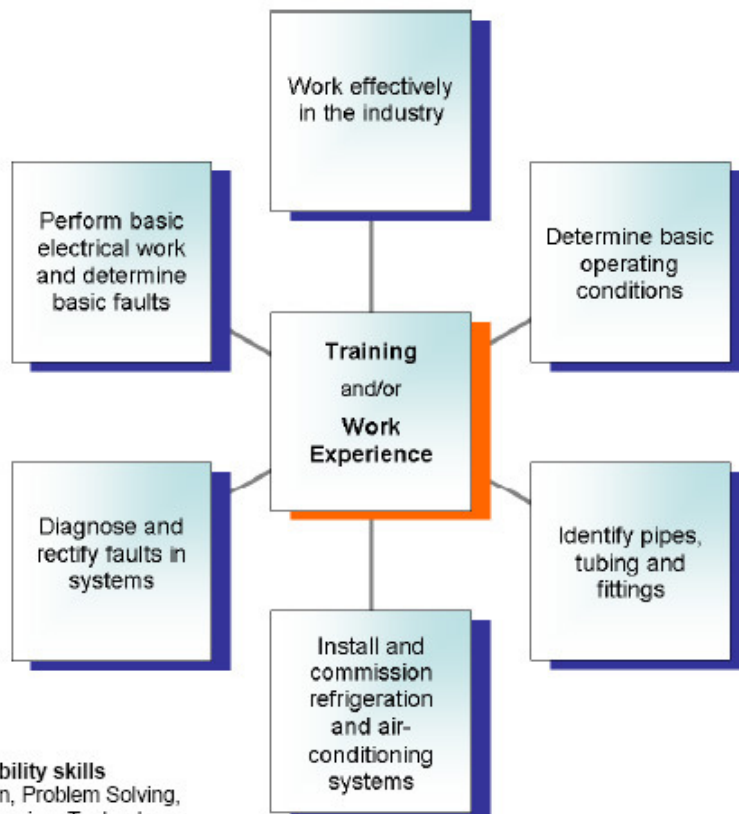 Work effectively
in the industry
Perform basic
electrical work
and determine
basic faults
Determine basic
operating
conditions
Training
and/or
Work
Experience
Diagnose and
rectify faults in
systems
Identify pipes,
tubing and
fittings
Install and
commission
refrigeration
and air-
conditioning
systems
bility skills
n, Problem Solving,